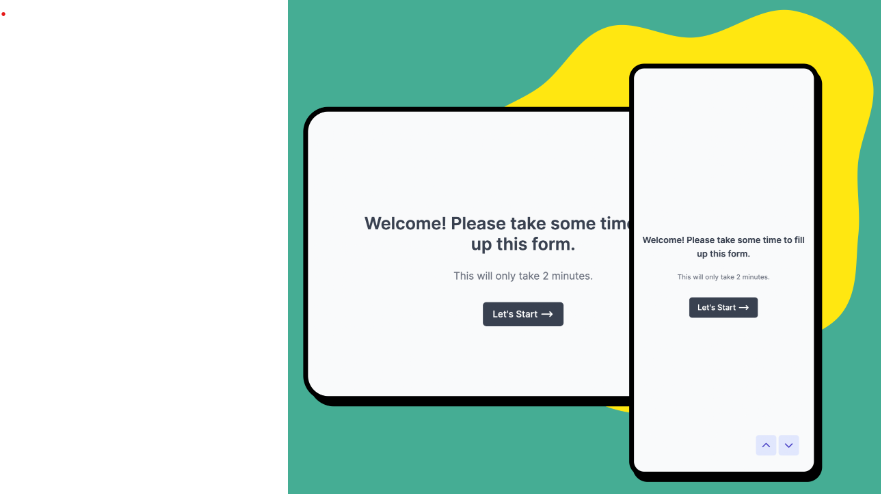 Welcome! Please take some time
up this form.
This will only take 2 minutes.
Let's Start →
Welcome! Please take some time to fill
up this form.
This will only take 2 minutes.
Let's Start →